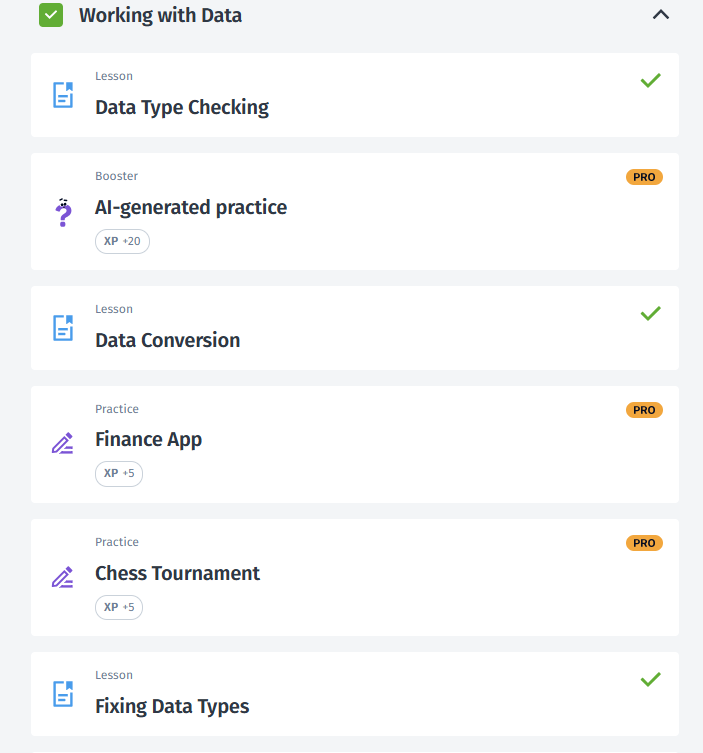 Working with Data
Lesson
Data Type Checking
Booster
PRO
AI-generated practice
XP +20
Lesson
Data Conversion
Practice
PRO
Finance App
XP +5
Practice
PRO
Chess Tournament
XP +5
Lesson
Fixing Data Types